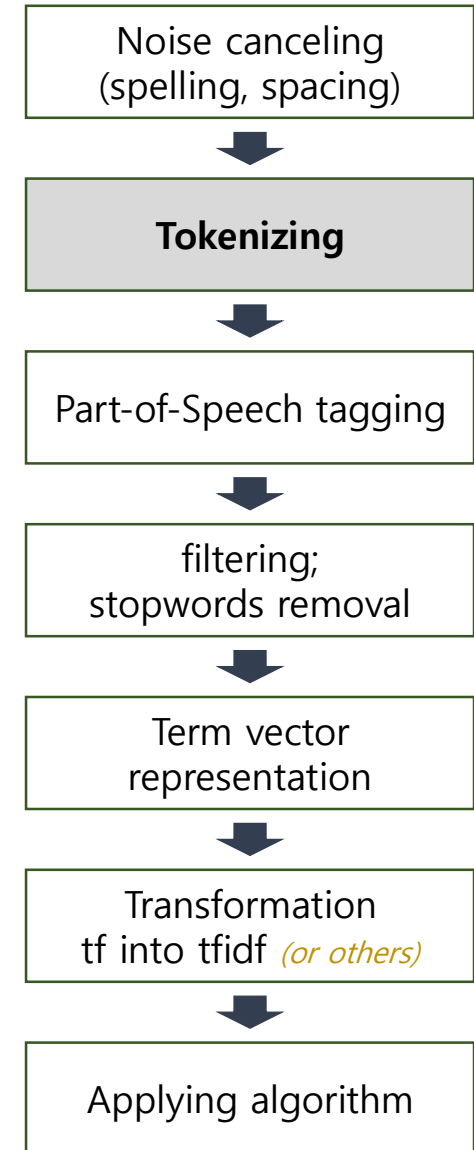 Noise canceling
(spelling, spacing)
Tokenizing
Part-of-Speech tagging
filtering;
stopwords removal
Term vector
representation
Transformation
tf into tfidf (or others)
Applying algorithm